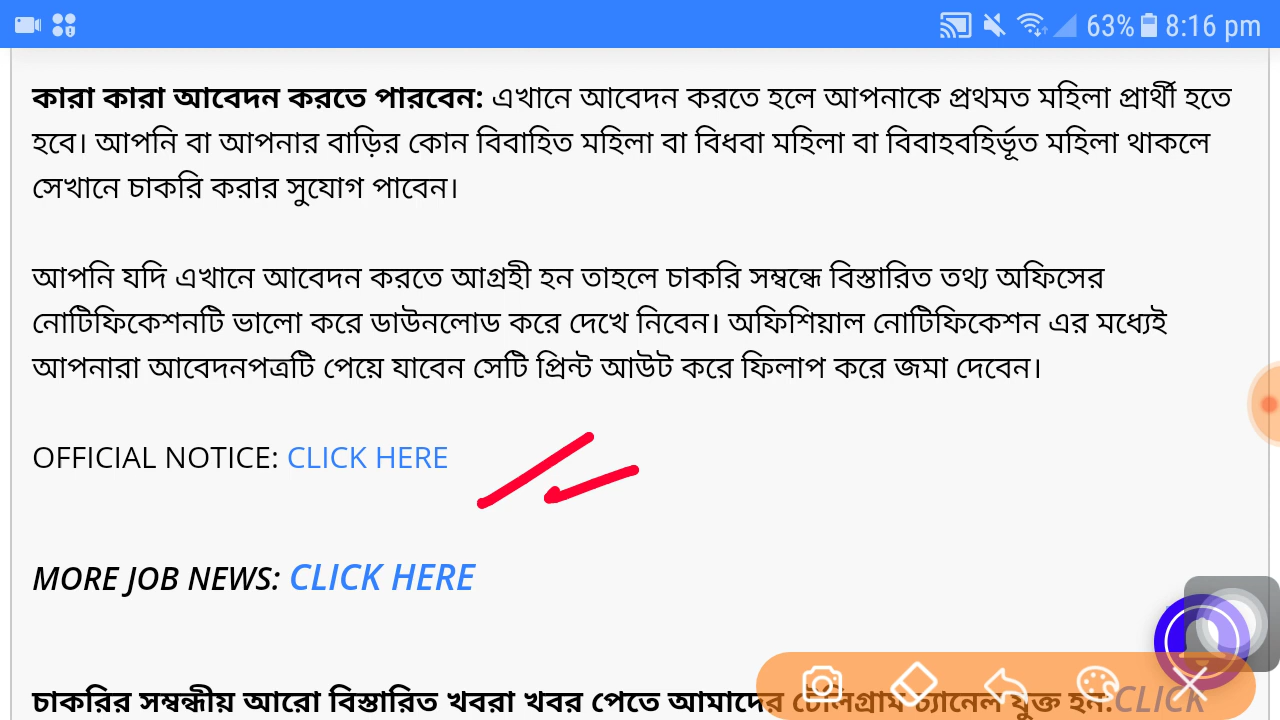 63% 8:16 pm
কারা কারা আবেদন করতে পারবেন: এখানে আবেদন করতে হলে আপনাকে প্রথমত মহিলা প্রার্থী হতে
হবে। আপনি বা আপনার বাড়ির কোন বিবাহিত মহিলা বা বিধবা মহিলা বা বিবাহবহির্ভূত মহিলা থাকলে
সেখানে চাকরি করার সুযোগ পাবেন।
আপনি যদি এখানে আবেদন করতে আগ্রহী হন তাহলে চাকরি সম্বন্ধে বিস্তারিত তথ্য অফিসের
নোটিফিকেশনটি ভালো করে ডাউনলোড করে দেখে নিবেন। অফিশিয়াল নোটিফিকেশন এর মধ্যেই
আপনারা আবেদনপত্রটি পেয়ে যাবেন সেটি প্রিন্ট আউট করে ফিলাপ করে জমা দেবেন।
OFFICIAL NOTICE: CLICK HERE
MORE JOB NEWS: CLICK HERE
চাকরির সম্বন্ধীয় আরো বিস্তারিত খবরা খবর পেতে আমাদের টেলিগ্রাম চ্যানেল যুক্ত হন:CLICK